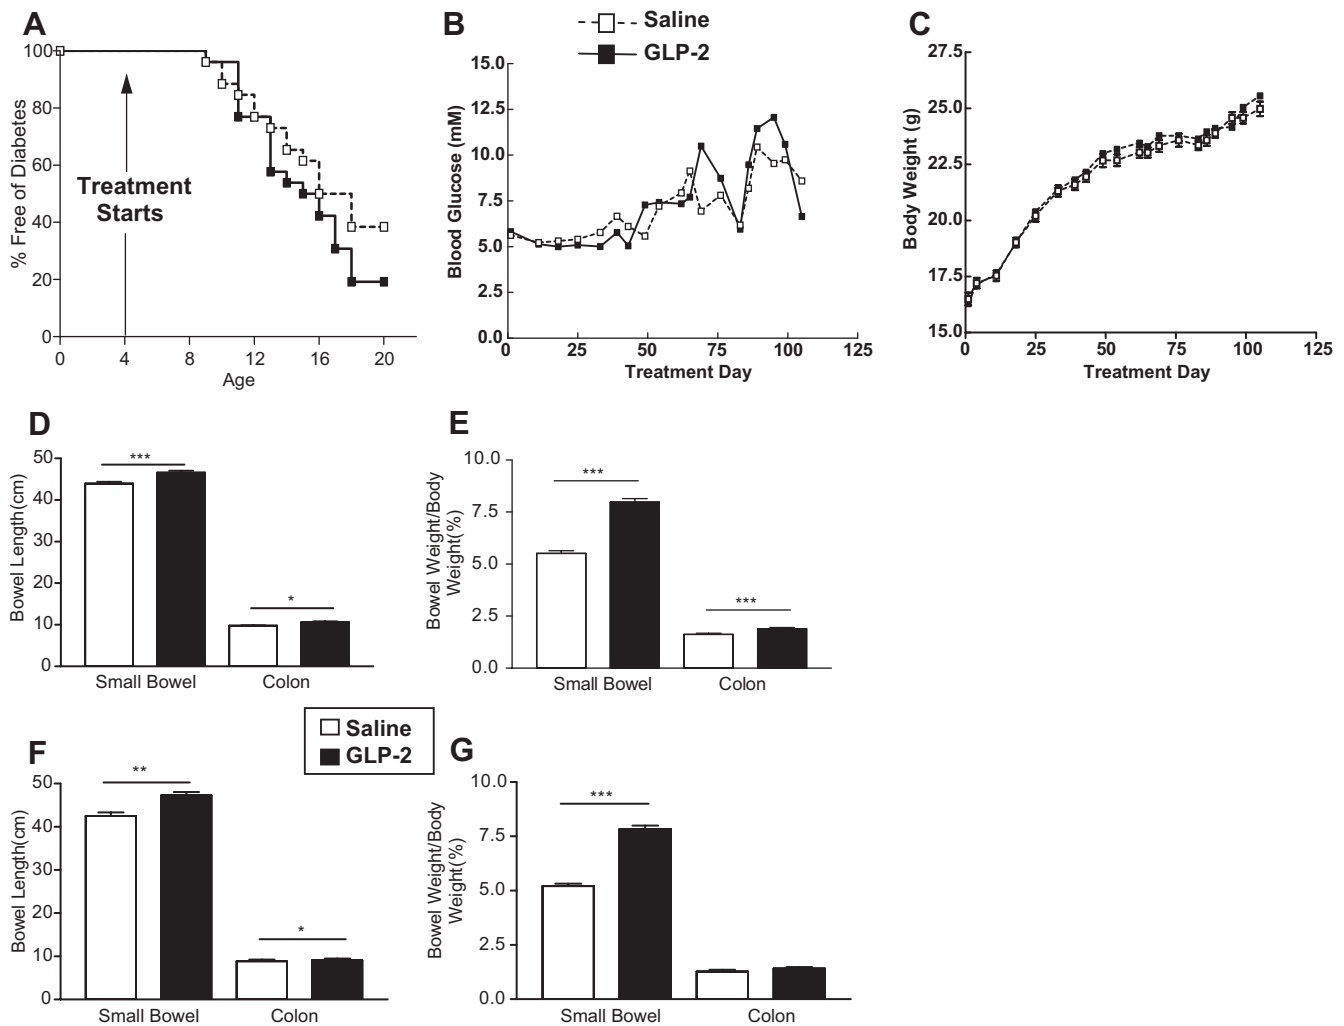 A
B
C
Saline
GLP-2
% Free of Diabetes
100
80
60
40
20
0
Treatment
Starts
0 4 8 12 16 20
Age
Blood Glucose (mM)
15.0
12.5
10.0
7.5
5.0
2.5
0.0
0 25 50 75 100 125
Treatment Day
Body Weight (g)
27.5
25.0
22.5
20.0
17.5
15.0
0 25 50 75 100 125
Treatment Day
D
Bowel Length(cm)
50
40
30
20
10
0
***
*
Small Bowel Colon
E
Bowel Weight/Body
Weight(%)
10.0
7.5
5.0
2.5
0.0
***
***
Small Bowel Colon
Saline
GLP-2
F
Bowel Length(cm)
50
40
30
20
10
0
**
*
Small Bowel Colon
G
Bowel Weight/Body
Weight(%)
10.0
7.5
5.0
2.5
0.0
***
Small Bowel Colon